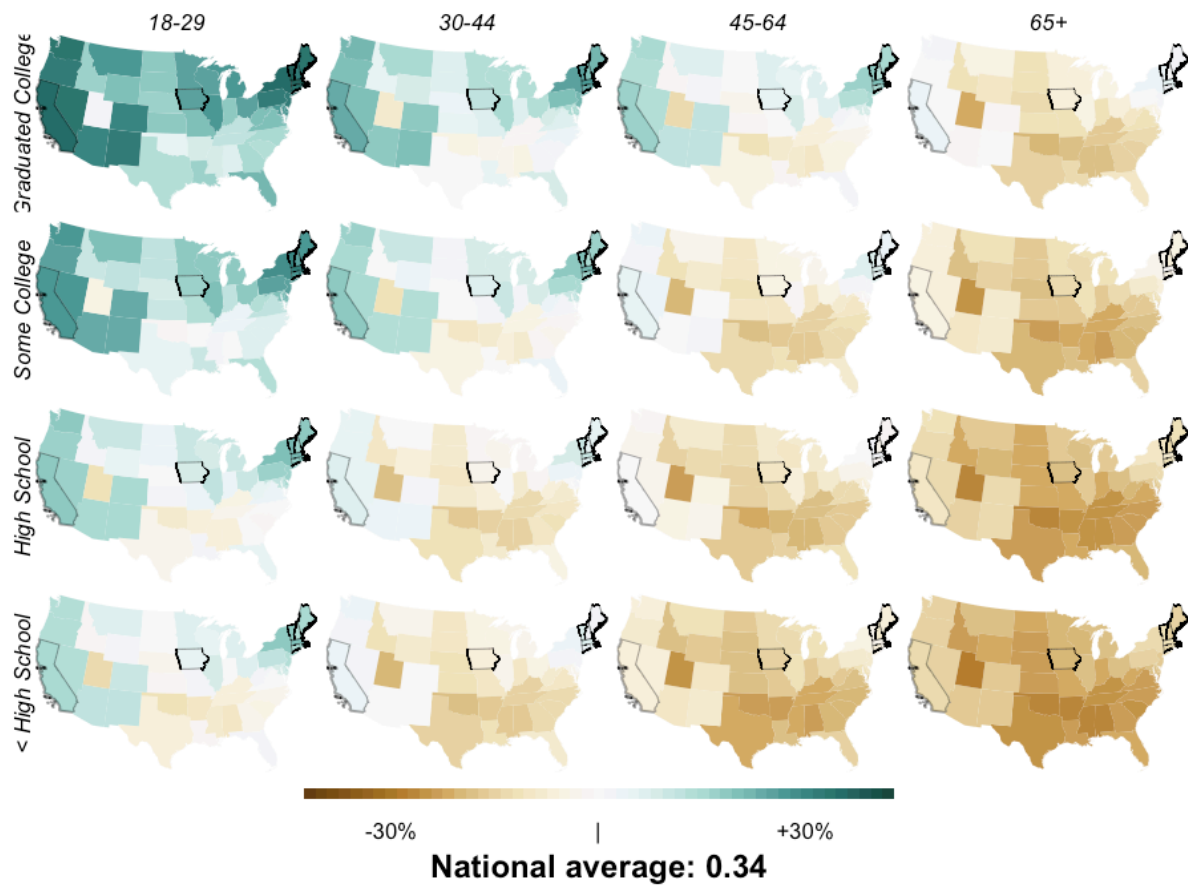 18-29 30-44 45-64 65+
Graduated College
Some College
High School
< High School
-30% | +30%
National average: 0.34